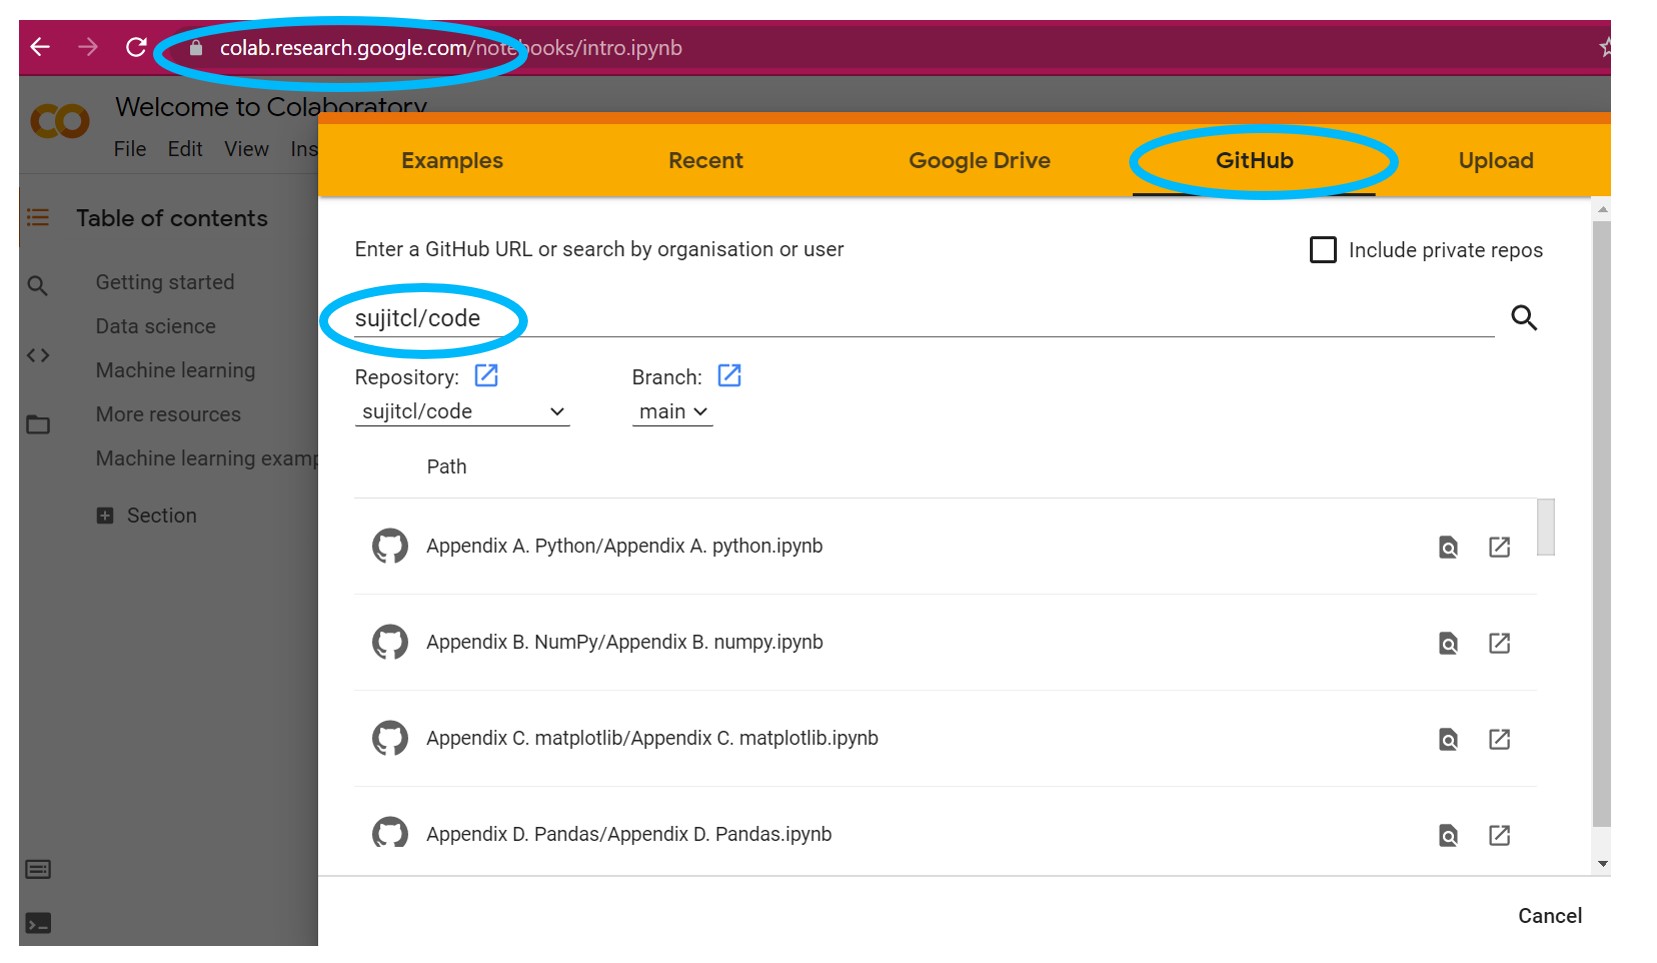 colab.research.google.com/notebooks/intro.ipynb
Welcome to Colaboratory
File Edit View Ins
Examples Recent Google Drive GitHub Upload
Table of contents
Getting started
Data science
Machine learning
More resources
Machine learning examp
Section
Enter a GitHub URL or search by organisation or user
Include private repos
sujitcl/code
Repository: Branch:
sujitcl/code main
Path
Appendix A. Python/Appendix A. python.ipynb
Appendix B. NumPy/Appendix B. numpy.ipynb
Appendix C. matplotlib/Appendix C. matplotlib.ipynb
Appendix D. Pandas/Appendix D. Pandas.ipynb
Cancel